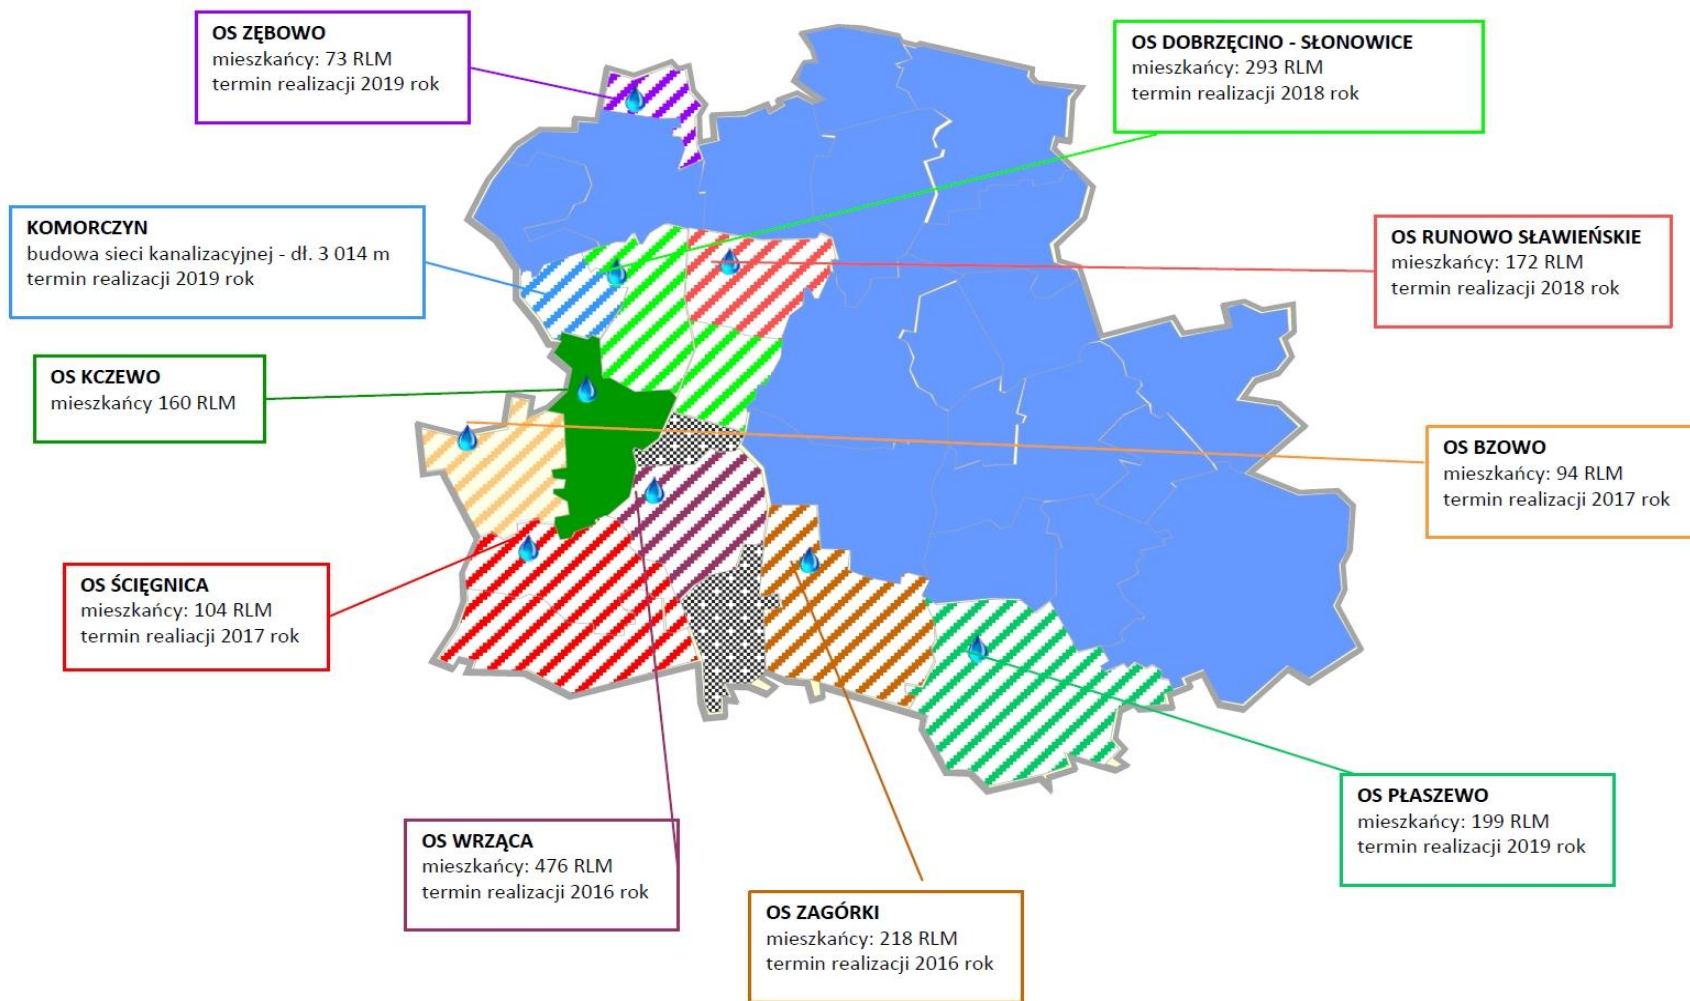 OS ZĘBOWO
mieszkańcy: 73 RLM
termin realizacji 2019 rok
OS DOBRZĘCINO - SŁONOWICE
mieszkańcy: 293 RLM
termin realizacji 2018 rok
KOMORCZYN
budowa sieci kanalizacyjnej - dł. 3 014 m
termin realizacji 2019 rok
OS RUNOWO SŁAWIEŃSKIE
mieszkańcy: 172 RLM
termin realizacji 2018 rok
OS KCZEWO
mieszkańcy 160 RLM
OS BZOWO
mieszkańcy: 94 RLM
termin realizacji 2017 rok
OS ŚCIĘGNICA
mieszkańcy: 104 RLM
termin realiacji 2017 rok
OS PŁASZEWO
mieszkańcy: 199 RLM
termin realizacji 2019 rok
OS WRZĄCA
mieszkańcy: 476 RLM
termin realizacji 2016 rok
OS ZAGÓRKI
mieszkańcy: 218 RLM
termin realizacji 2016 rok